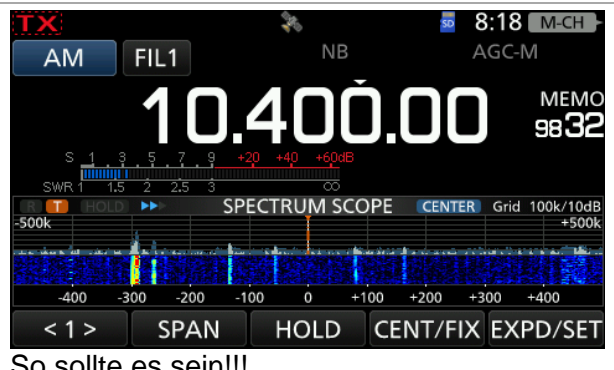 TX SD 8:18 M-CH
AM FIL1 NB AGC-M
10.400.00 MEMO
98 32
S 1 3 5 7 9 +20 +40 +60dB
SWR 1 1.5 2 2.5 3 ∞
R T HOLD SPECTRUM SCOPE CENTER Grid 100k/10dB
-500k +500k
-400 -300 -200 -100 0 +100 +200 +300 +400
< 1 > SPAN HOLD CENT/FIX EXPD/SET
So sollte es sein!!!